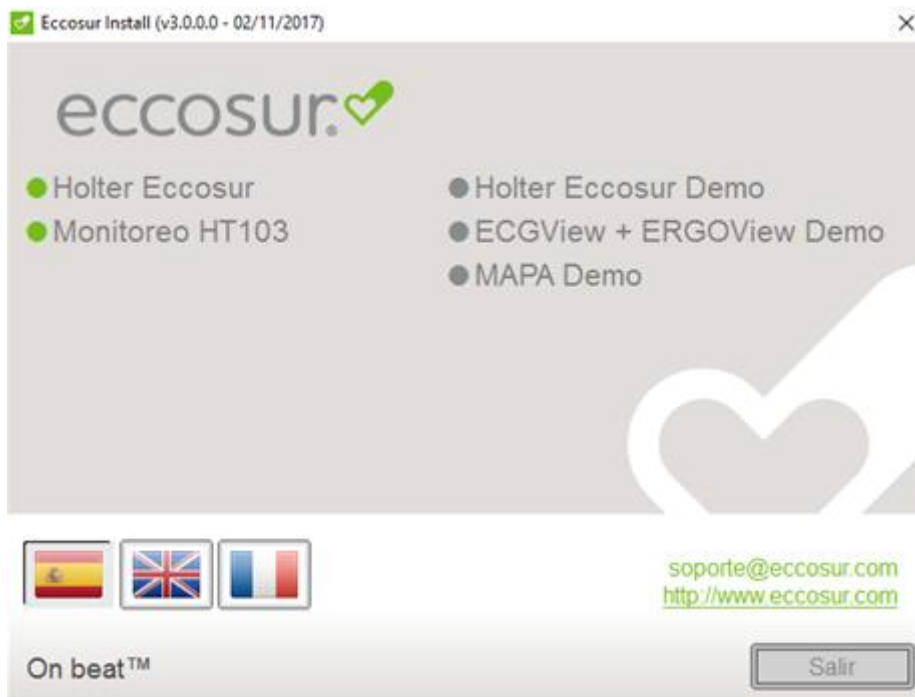 Eccosur Install (v3.0.0.0 - 02/11/2017)
eccosur.
Holter Eccosur
Monitoreo HT103
Holter Eccosur Demo
ECGView + ERGOView Demo
MAPA Demo
soporte@eccosur.com
http://www.eccosur.com
On beat™
Salir